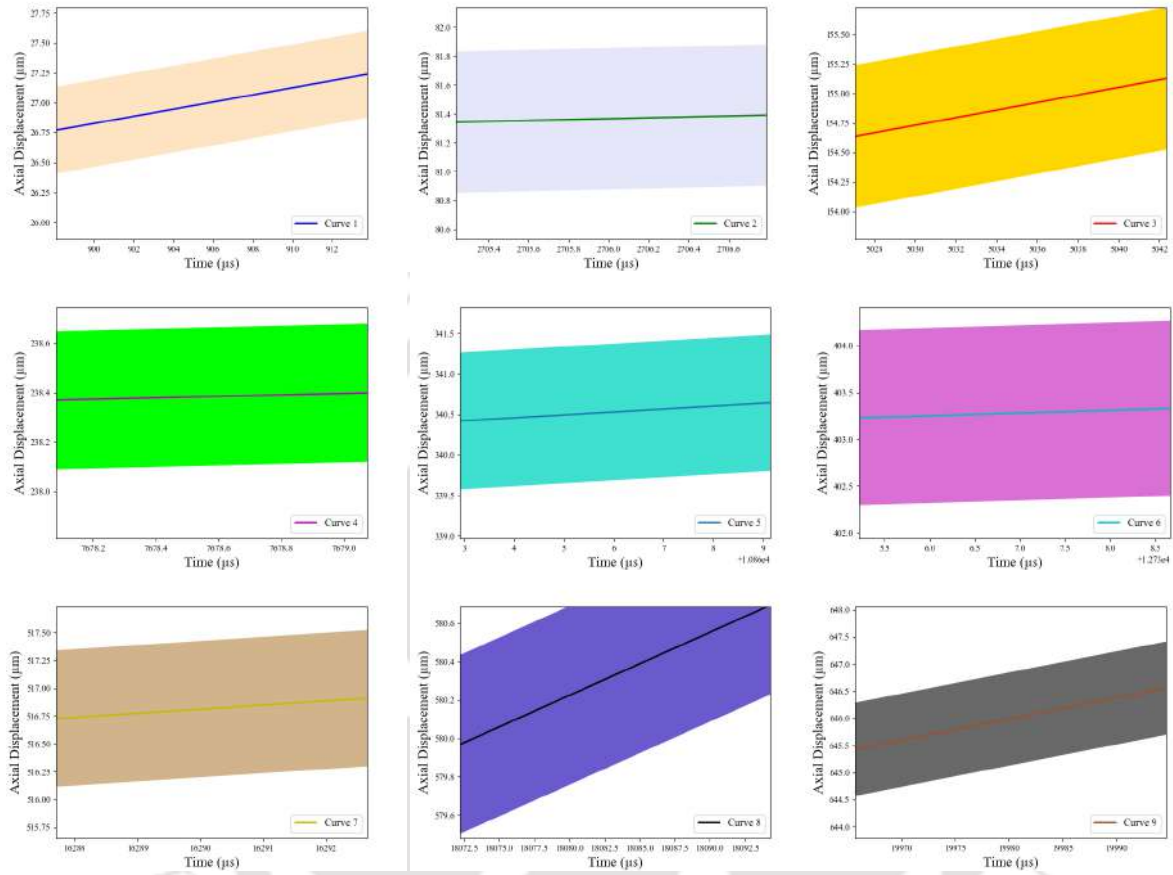 27.75
27.50
27.25
27.00
26.75
26.50
26.25
26.00
Axial Displacement (μm)
900 902 904 906 908 910 912
Time (μs)
Curve 1
82.0
81.8
81.6
81.4
81.2
81.0
80.8
80.6
Axial Displacement (μm)
2705.4 2705.6 2705.8 2706.0 2706.2 2706.4 2706.6
Time (μs)
Curve 2
155.50
155.25
155.00
154.75
154.50
154.25
154.00
Axial Displacement (μm)
5028 5030 5032 5034 5036 5038 5040 5042
Time (μs)
Curve 3
238.6
238.4
238.2
238.0
Axial Displacement (μm)
7678.2 7678.4 7678.6 7678.8 7679.0
Time (μs)
Curve 4
341.5
341.0
340.5
340.0
339.5
339.0
Axial Displacement (μm)
3 4 5 6 7 8 9
+1.086e4
Time (μs)
Curve 5
404.0
403.5
403.0
402.5
402.0
Axial Displacement (μm)
5.5 6.0 6.5 7.0 7.5 8.0 8.5
+1.275e4
Time (μs)
Curve 6
517.50
517.25
517.00
516.75
516.50
516.25
516.00
515.75
Axial Displacement (μm)
16288 16289 16290 16291 16292
Time (μs)
Curve 7
580.6
580.4
580.2
580.0
579.8
579.6
Axial Displacement (μm)
18072.5 18075.0 18077.5 18080.0 18082.5 18085.0 18087.5 18090.0 18092.5
Time (μs)
Curve 8
648.0
647.5
647.0
646.5
646.0
645.5
645.0
644.5
644.0
Axial Displacement (μm)
19970 19975 19980 19985 19990
Time (μs)
Curve 9